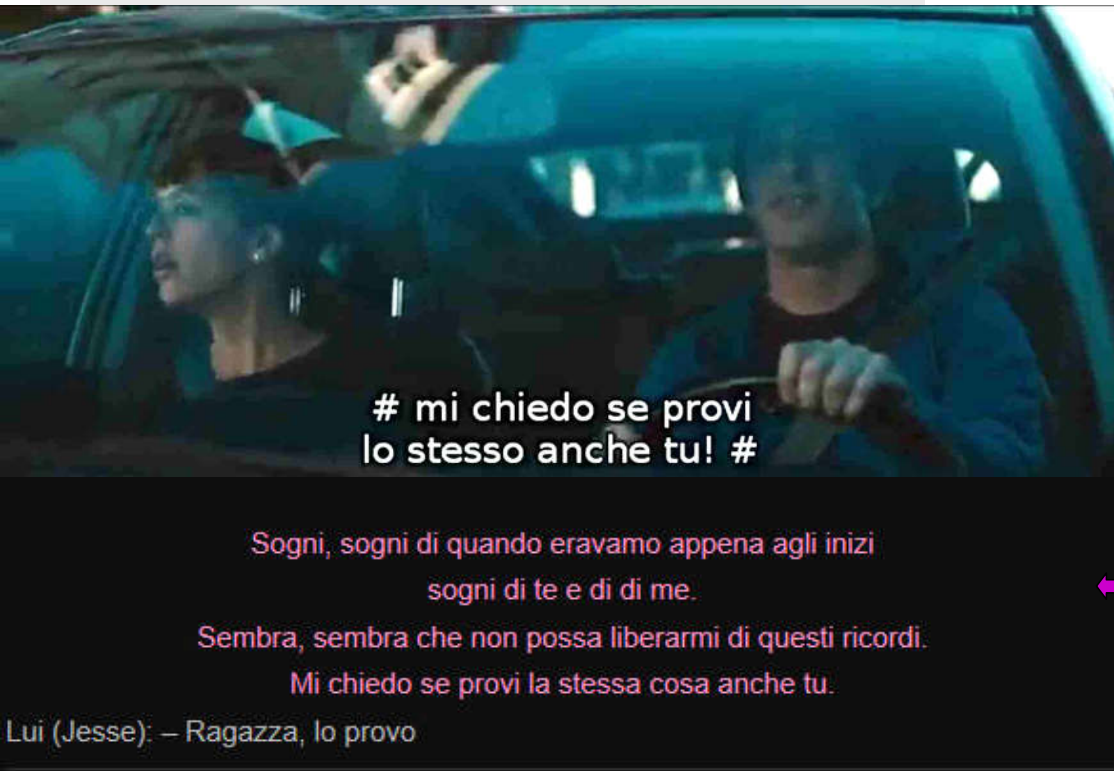 # mi chiedo se provi
lo stesso anche tu! #
Sogni, sogni di quando eravamo appena agli inizi
sogni di te e di di me.
Sembra, sembra che non possa liberarmi di questi ricordi.
Mi chiedo se provi la stessa cosa anche tu.
Lui (Jesse): – Ragazza, lo provo